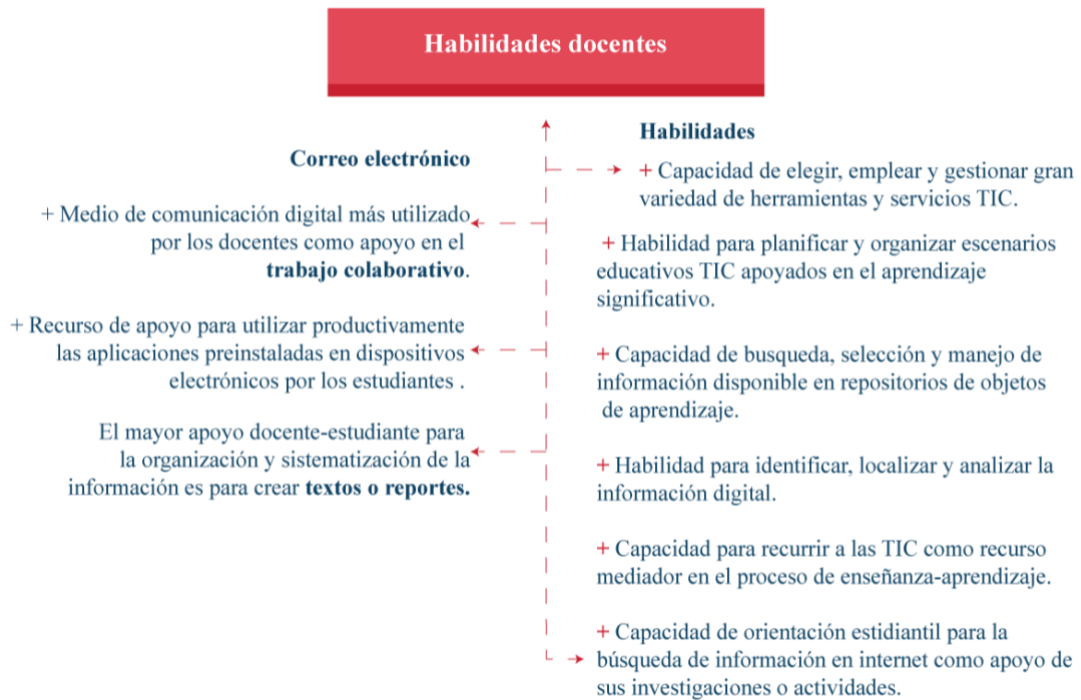 Habilidades docentes
Correo electrónico
+ Medio de comunicación digital más utilizado
por los docentes como apoyo en el
trabajo colaborativo.
+ Recurso de apoyo para utilizar productivamente
las aplicaciones preinstaladas en dispositivos
electrónicos por los estudiantes .
El mayor apoyo docente-estudiante para
la organización y sistematización de la
información es para crear textos o reportes.
Habilidades
+ Capacidad de elegir, emplear y gestionar gran
variedad de herramientas y servicios TIC.
+ Habilidad para planificar y organizar escenarios
educativos TIC apoyados en el aprendizaje
significativo.
+ Capacidad de busqueda, selección y manejo de
información disponible en repositorios de objetos
de aprendizaje.
+ Habilidad para identificar, localizar y analizar la
información digital.
+ Capacidad para recurrir a las TIC como recurso
mediador en el proceso de enseñanza-aprendizaje.
+ Capacidad de orientación estidiantil para la
búsqueda de información en internet como apoyo de
sus investigaciones o actividades.